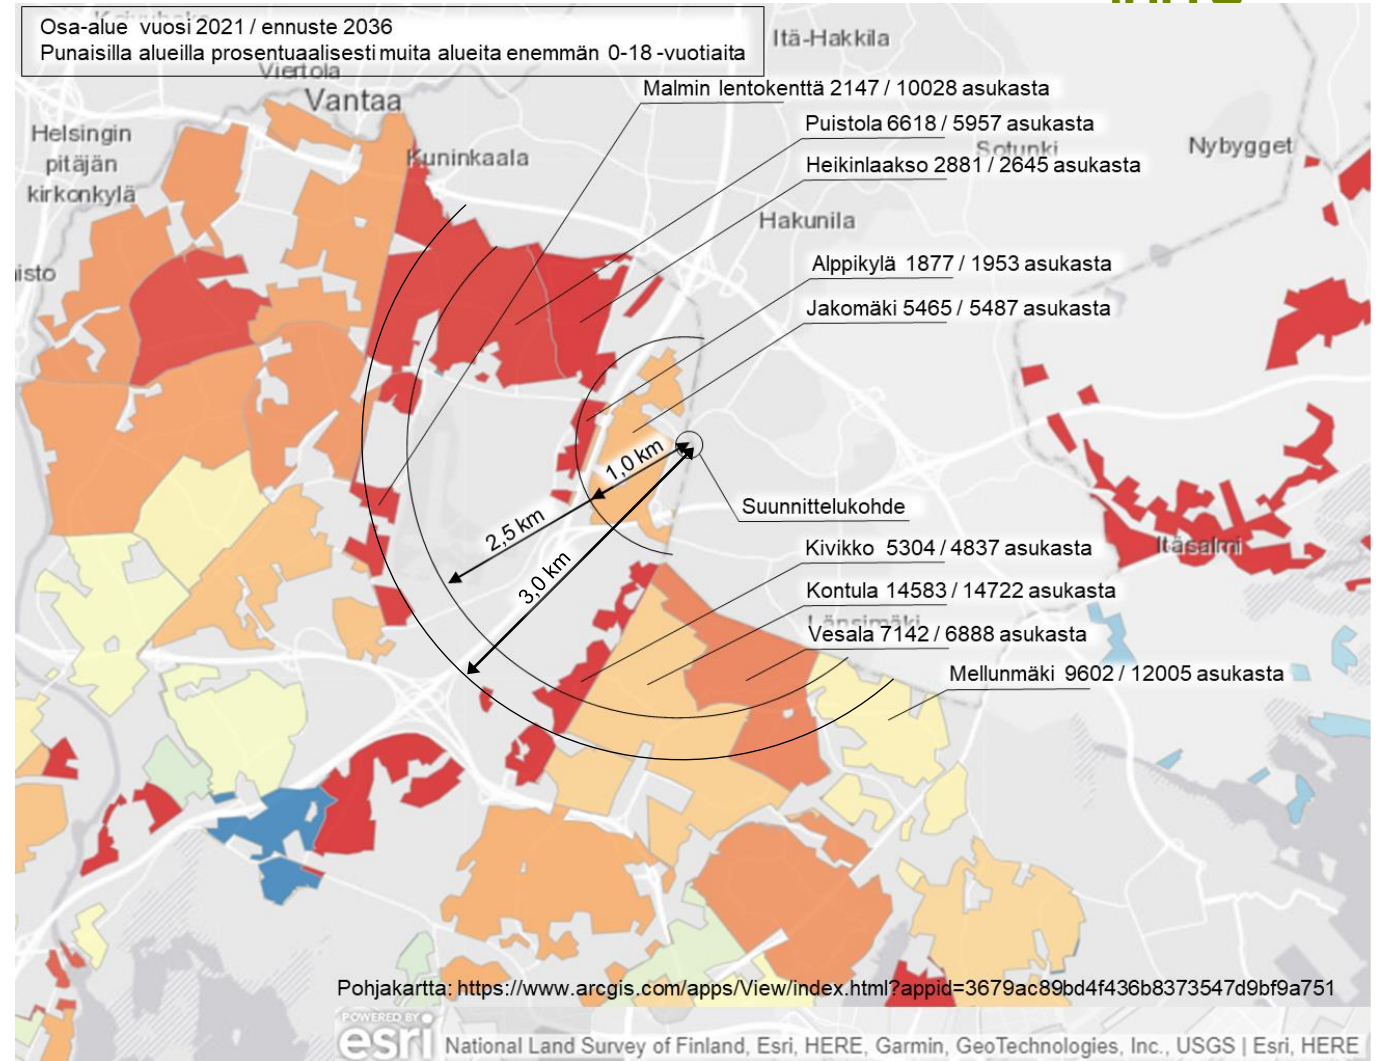 Osa-alue vuosi 2021 / ennuste 2036
Punaisilla alueilla prosentuaalisesti muita alueita enemmän 0-18 -vuotiaita
Itä-Hakkila
Viertola
Vantaa
Malmin lentokenttä 2147 / 10028 asukasta
Helsingin
pitäjän
kirkonkylä
Puistola 6618 / 5957 asukasta
Sotunki
Nybygget
Kuninkaala
Heikinlaakso 2881 / 2645 asukasta
Hakunila
Alppikylä 1877 / 1953 asukasta
Jakomäki 5465 / 5487 asukasta
1,0 km
2,5 km
3,0 km
Suunnittelukohde
Itäsalmi
Kivikko 5304 / 4837 asukasta
Kontula 14583 / 14722 asukasta
Länsimäki
Vesala 7142 / 6888 asukasta
Mellunmäki 9602 / 12005 asukasta
Pohjakartta: https://www.arcgis.com/apps/View/index.html?appid=3679ac89bd4f436b8373547d9bf9a751
POWERED BY
esri
National Land Survey of Finland, Esri, HERE, Garmin, GeoTechnologies, Inc., USGS | Esri, HERE